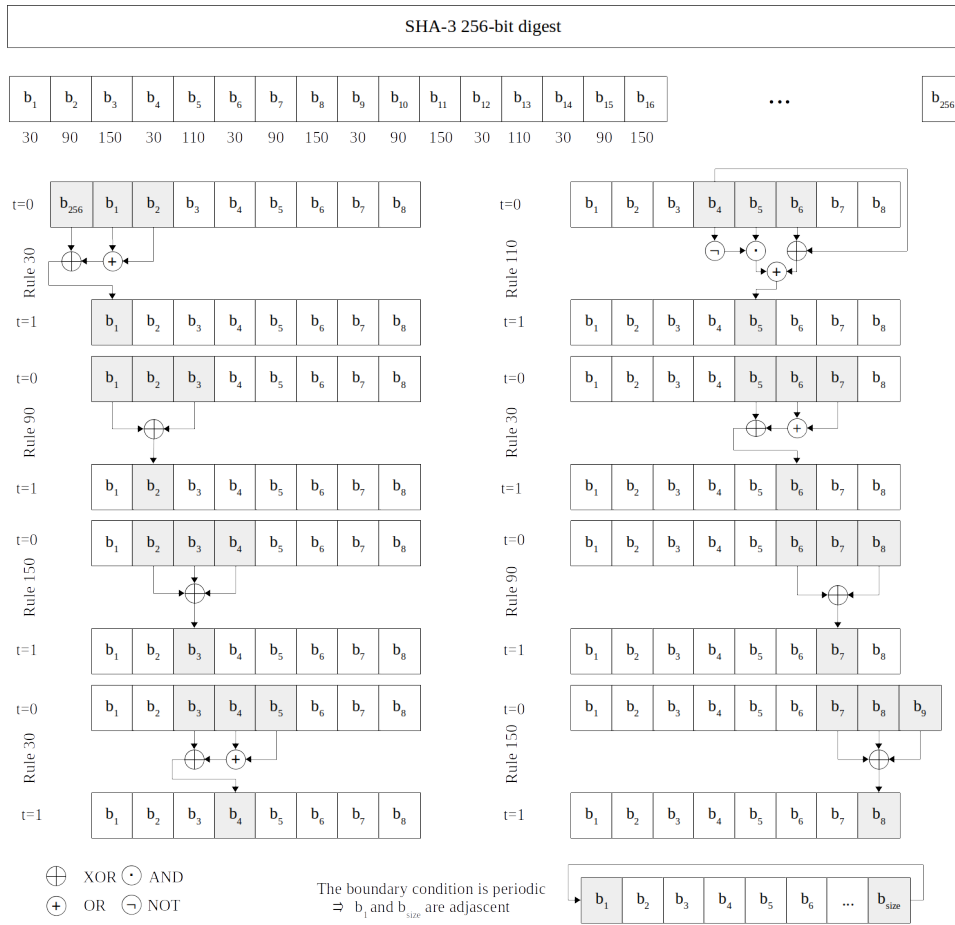 SHA-3 256-bit digest
b1 b2 b3 b4 b5 b6 b7 b8 b9 b10 b11 b12 b13 b14 b15 b16 ... b256
30 90 150 30 110 30 90 150 30 90 150 30 110 30 90 150
t=0 b256 b1 b2 b3 b4 b5 b6 b7 b8
Rule 30
⊕ +
t=1 b1 b2 b3 b4 b5 b6 b7 b8
t=0 b1 b2 b3 b4 b5 b6 b7 b8
Rule 90
⊕
t=1 b1 b2 b3 b4 b5 b6 b7 b8
t=0 b1 b2 b3 b4 b5 b6 b7 b8
Rule 150
⊕
t=1 b1 b2 b3 b4 b5 b6 b7 b8
t=0 b1 b2 b3 b4 b5 b6 b7 b8
Rule 30
⊕ +
t=1 b1 b2 b3 b4 b5 b6 b7 b8
t=0 b1 b2 b3 b4 b5 b6 b7 b8
Rule 110
¬ · ⊕
+
t=1 b1 b2 b3 b4 b5 b6 b7 b8
t=0 b1 b2 b3 b4 b5 b6 b7 b8
Rule 30
⊕ +
t=1 b1 b2 b3 b4 b5 b6 b7 b8
t=0 b1 b2 b3 b4 b5 b6 b7 b8
Rule 90
⊕
t=1 b1 b2 b3 b4 b5 b6 b7 b8
t=0 b1 b2 b3 b4 b5 b6 b7 b8 b9
Rule 150
⊕
t=1 b1 b2 b3 b4 b5 b6 b7 b8
⊕ XOR · AND
+ OR ¬ NOT
The boundary condition is periodic
⇒ b1 and bsize are adjascent
b1 b2 b3 b4 b5 b6 ... bsize